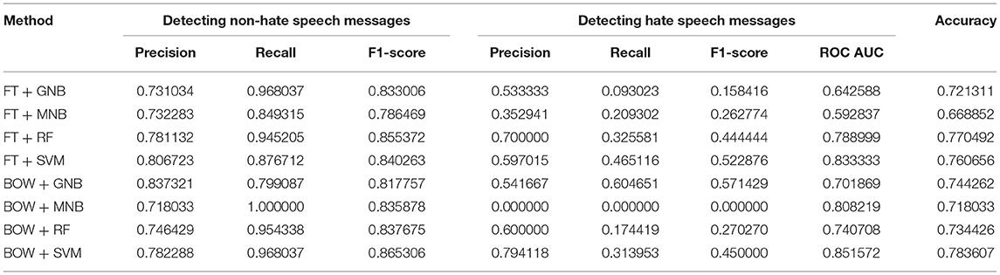 Method Detecting non-hate speech messages Detecting hate speech messages Accuracy
Precision Recall F1-score Precision Recall F1-score ROC AUC
FT + GNB 0.731034 0.968037 0.833006 0.533333 0.093023 0.158416 0.642588 0.721311
FT + MNB 0.732283 0.849315 0.786469 0.352941 0.209302 0.262774 0.592837 0.668852
FT + RF 0.781132 0.945205 0.855372 0.700000 0.325581 0.444444 0.788999 0.770492
FT + SVM 0.806723 0.876712 0.840263 0.597015 0.465116 0.522876 0.833333 0.760656
BOW + GNB 0.837321 0.799087 0.817757 0.541667 0.604651 0.571429 0.701869 0.744262
BOW + MNB 0.718033 1.000000 0.835878 0.000000 0.000000 0.000000 0.808219 0.718033
BOW + RF 0.746429 0.954338 0.837675 0.600000 0.174419 0.270270 0.740708 0.734426
BOW + SVM 0.782288 0.968037 0.865306 0.794118 0.313953 0.450000 0.851572 0.783607